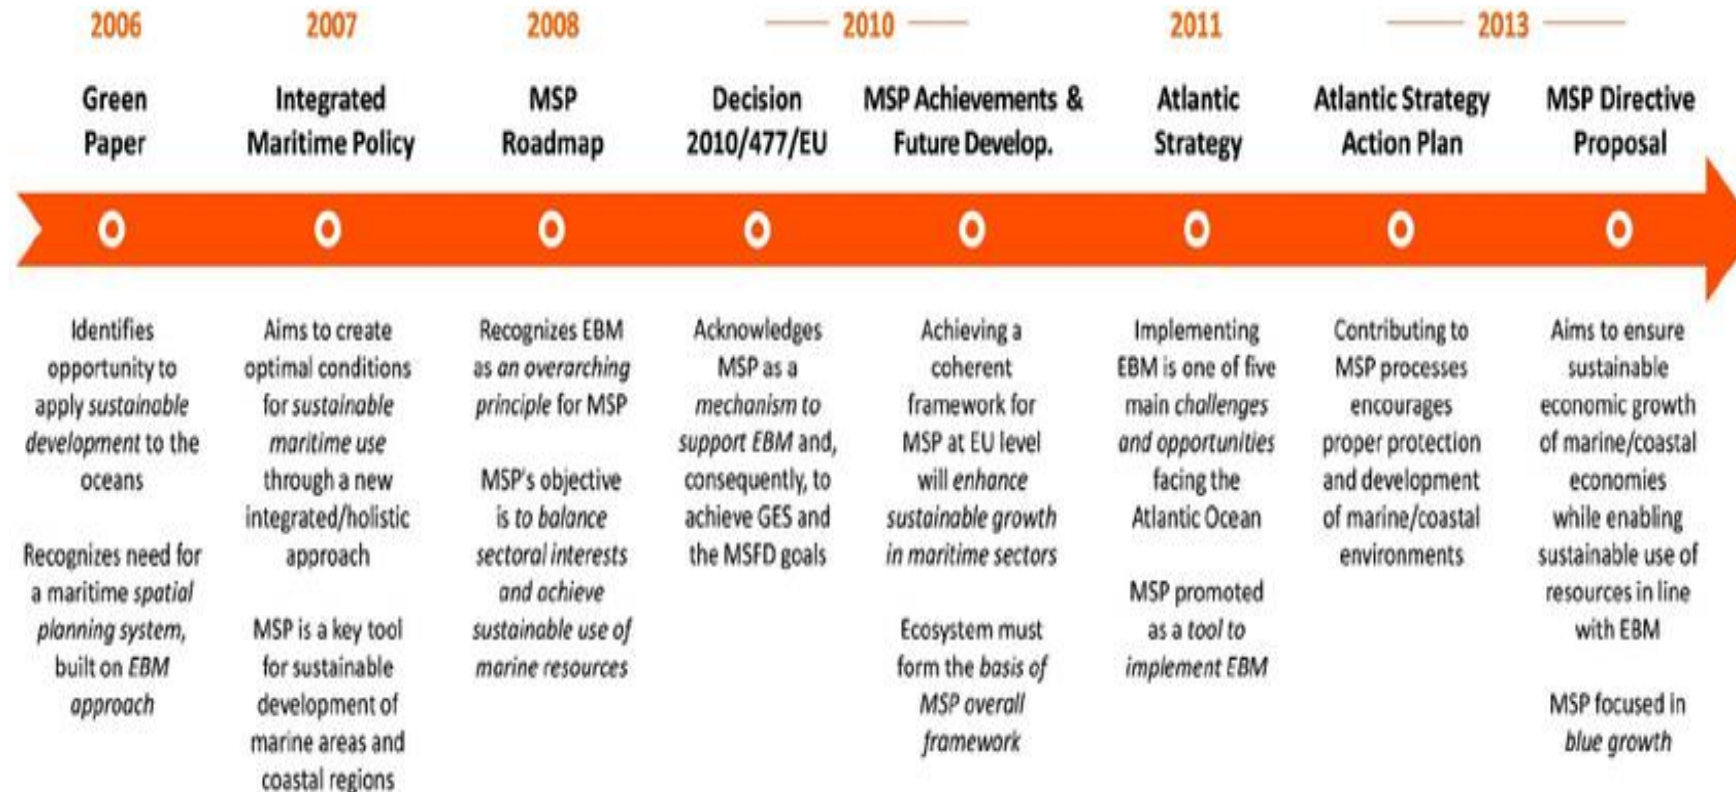 2006
2007
2008
2010
2011
2013
Green
Paper
Integrated
Maritime Policy
MSP
Roadmap
Decision
2010/477/EU
MSP Achievements &
Future Develop.
Atlantic
Strategy
Atlantic Strategy
Action Plan
MSP Directive
Proposal
Identifies
opportunity to
apply sustainable
development to the
oceans
Recognizes need for
a maritime spatial
planning system,
built on EBM
approach
Aims to create
optimal conditions
for sustainable
maritime use
through a new
integrated/holistic
approach
MSP is a key tool
for sustainable
development of
marine areas and
coastal regions
Recognizes EBM
as an overarching
principle for MSP
MSP's objective
is to balance
sectoral interests
and achieve
sustainable use of
marine resources
Acknowledges
MSP as a
mechanism to
support EBM and,
consequently, to
achieve GES and
the MSFD goals
Achieving a
coherent
framework for
MSP at EU level
will enhance
sustainable growth
in maritime sectors
Ecosystem must
form the basis of
MSP overall
framework
Implementing
EBM is one of five
main challenges
and opportunities
facing the
Atlantic Ocean
MSP promoted
as a tool to
implement EBM
Contributing to
MSP processes
encourages
proper protection
and development
of marine/coastal
environments
Aims to ensure
sustainable
economic growth
of marine/coastal
economies
while enabling
sustainable use of
resources in line
with EBM
MSP focused in
blue growth